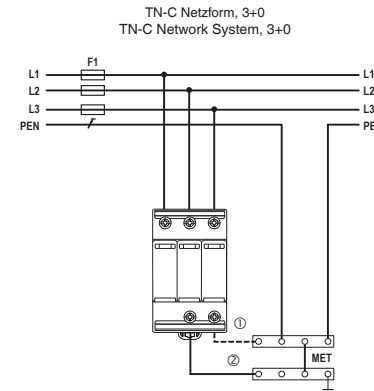 TN-C Netzform, 3+0
TN-C Network System, 3+0
F1
L1 L1
L2 L2
L3 L3
PEN PE
①
②
MET